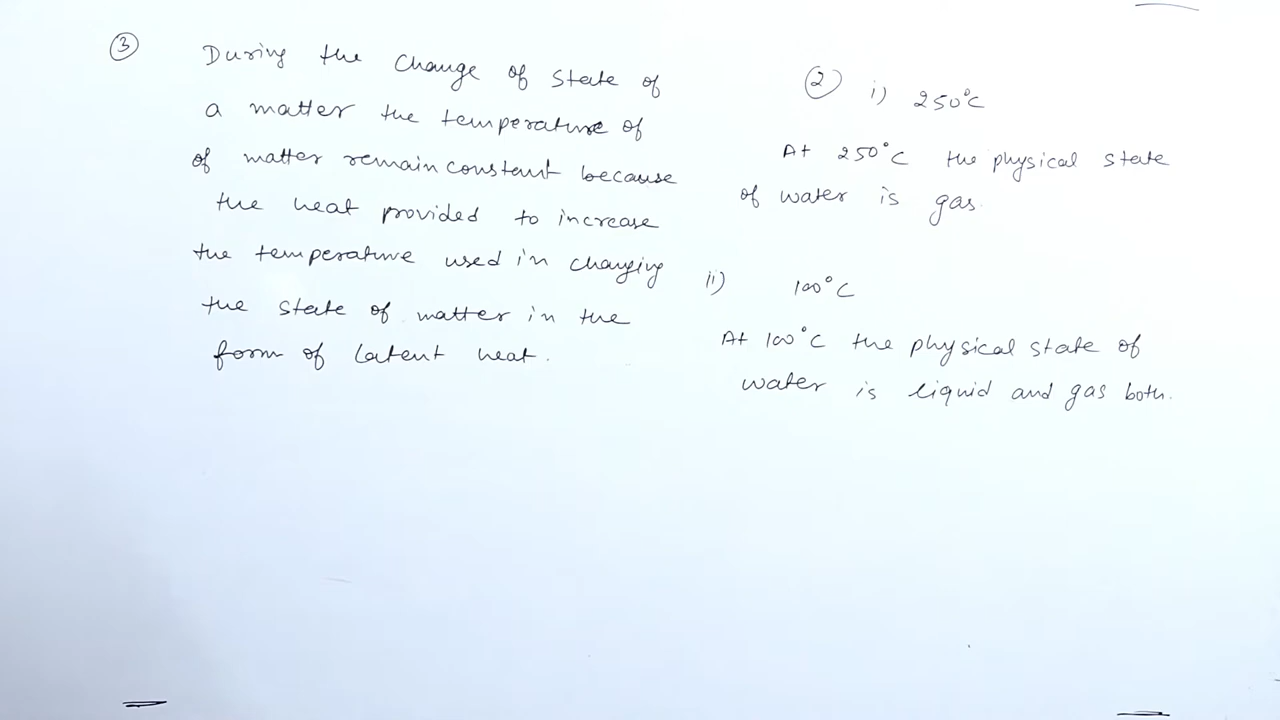 ③ During the change of state of
a matter the temperature of
of matter remain constant because
the heat provided to increase
the temperature used in changing
the state of matter in the
form of latent heat.
② i) 250°C
At 250°C the physical state
of water is gas.
ii) 100°C
At 100°C the physical state of
water is liquid and gas both.